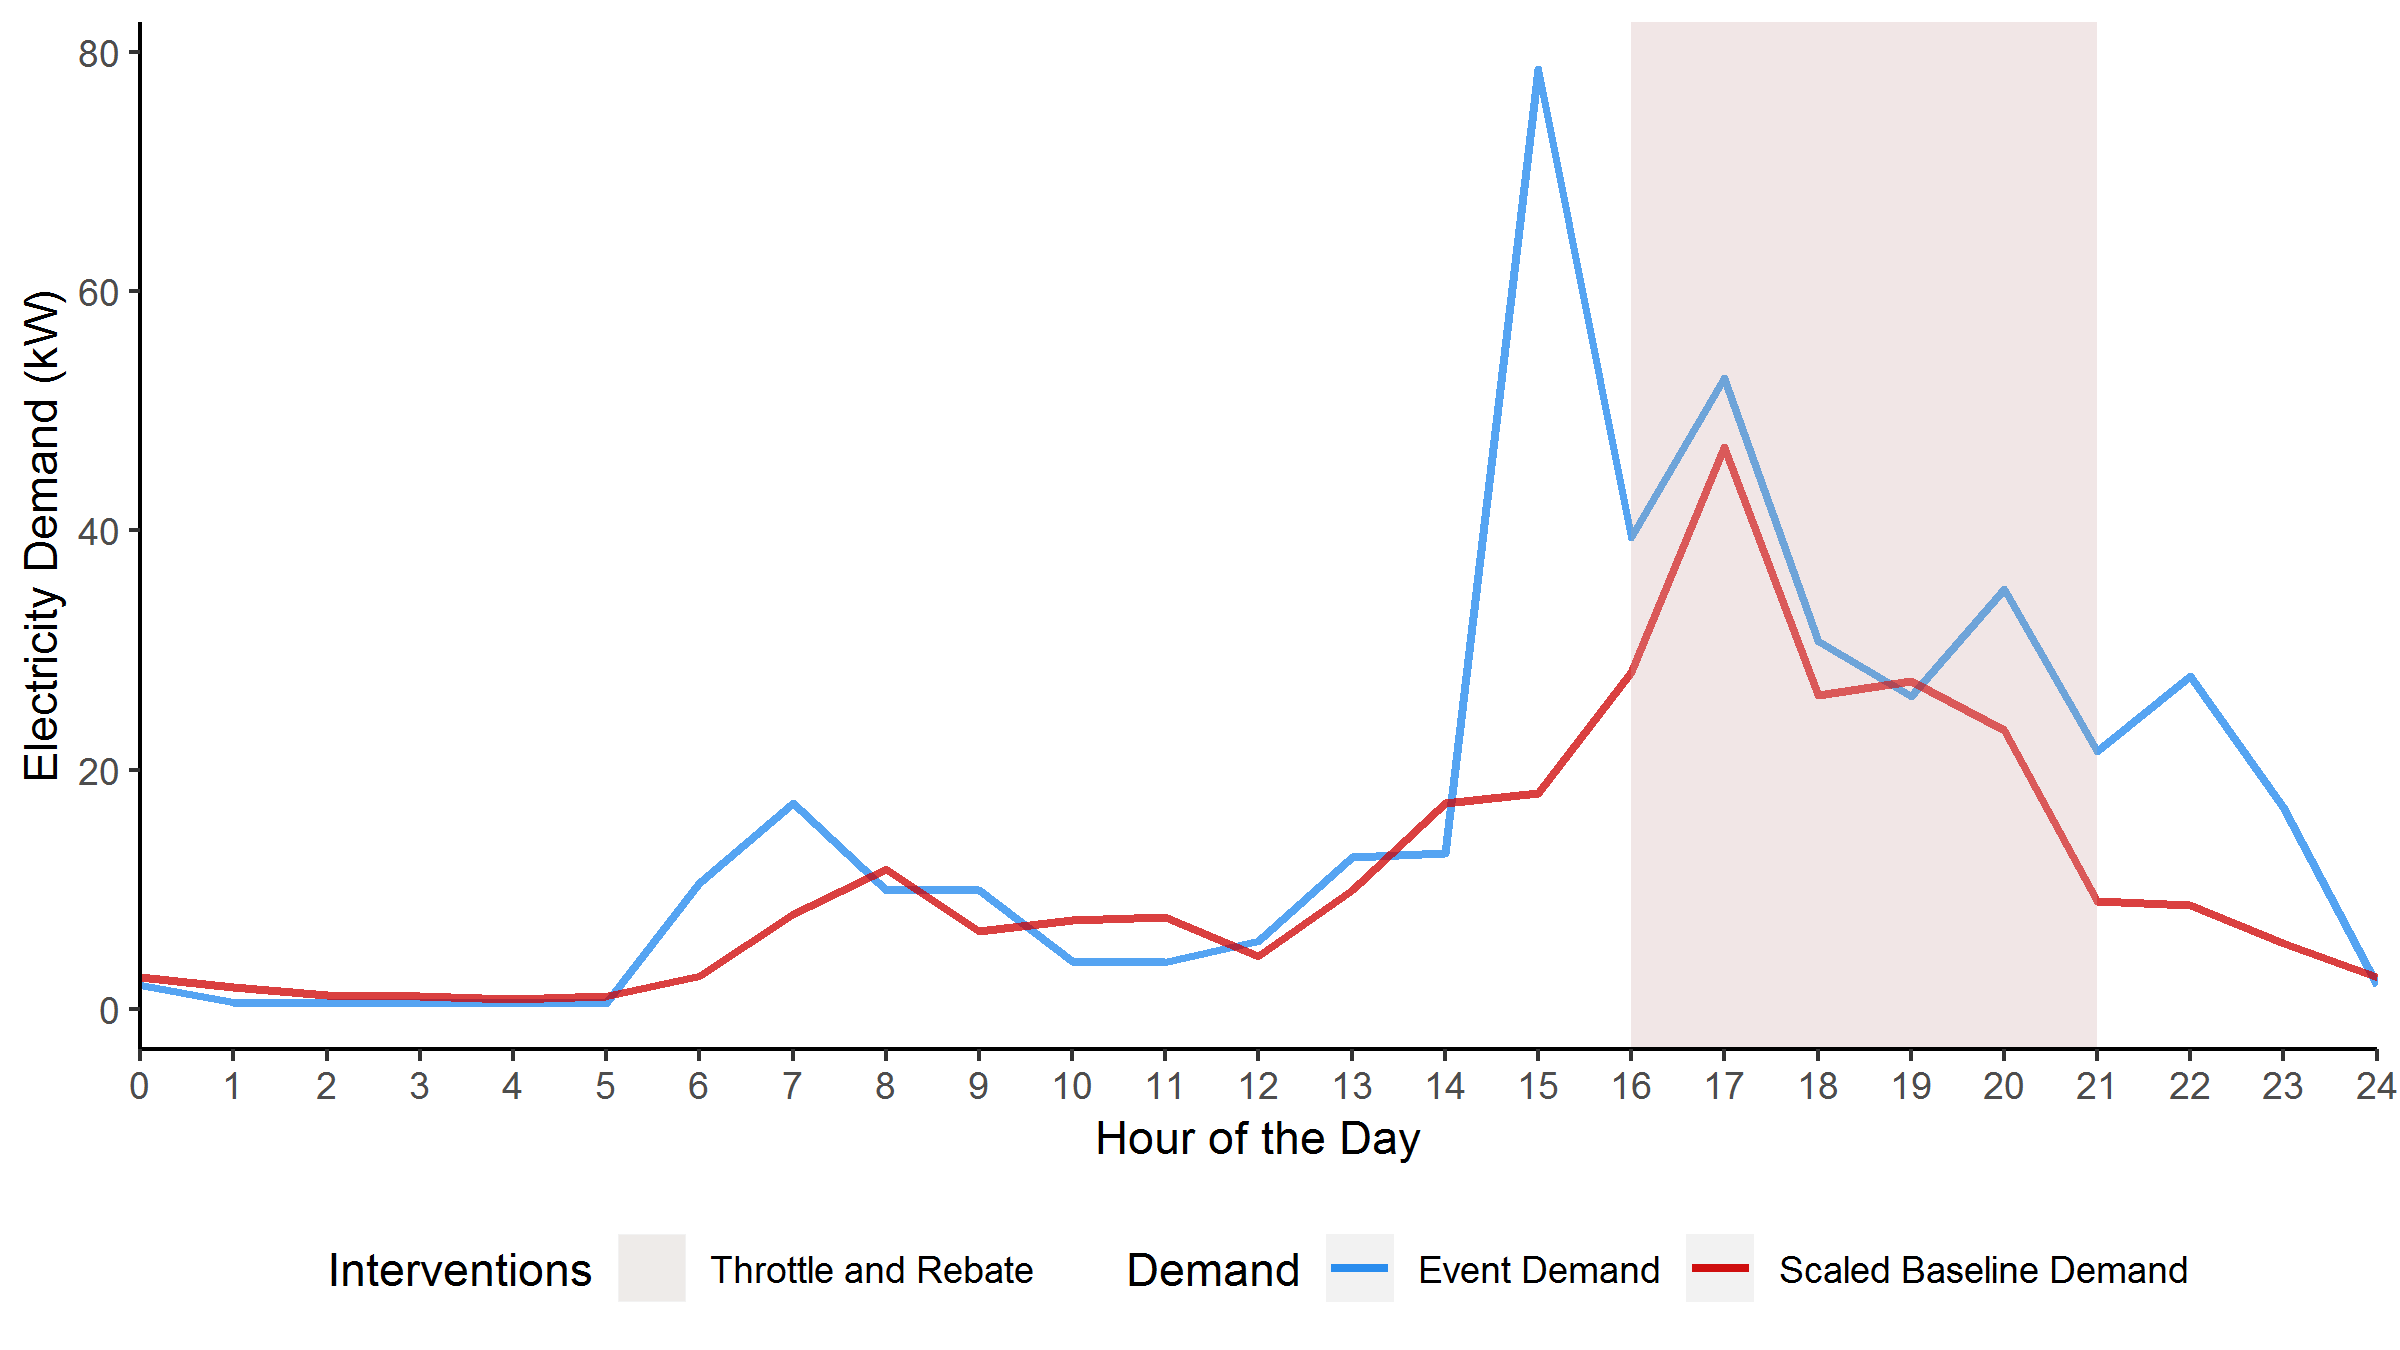 80
60
40
20
0
Electricity Demand (kW)
0 1 2 3 4 5 6 7 8 9 10 11 12 13 14 15 16 17 18 19 20 21 22 23 24
Hour of the Day
Interventions Throttle and Rebate Demand Event Demand Scaled Baseline Demand